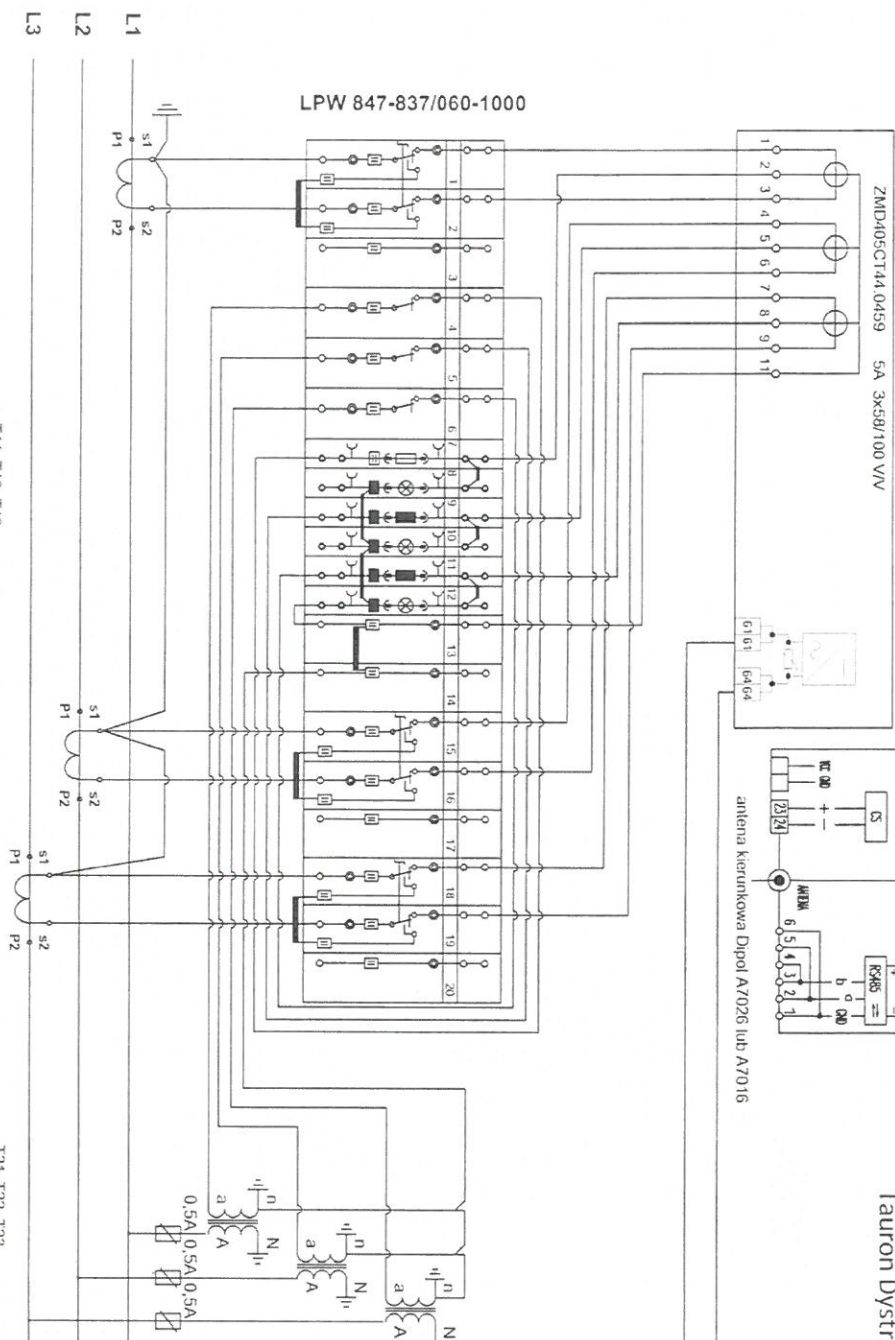 Tauron Dystr
ZMD405CT44.0459 5A 3x58/100 V/V
1 2 3 4 5 6 7 8 9 11
61 61 64 64
GND
23 24
+ -
CS
ANTENA
antena kierunkowa Dipol A7026 lub A7016
6 5 4 3 2 1
b a GND
RS485
LPW 847-837/060-1000
1 2 3 4 5 6 7 8 9 10 11 12 13 14 15 16 17 18 19 20
L1
L2
L3
s1 s2
P1 P2
s1 s2
P1 P2
s1 s2
P1 P2
a n
A N
a n
A N
a n
A N
0,5A 0,5A 0,5A